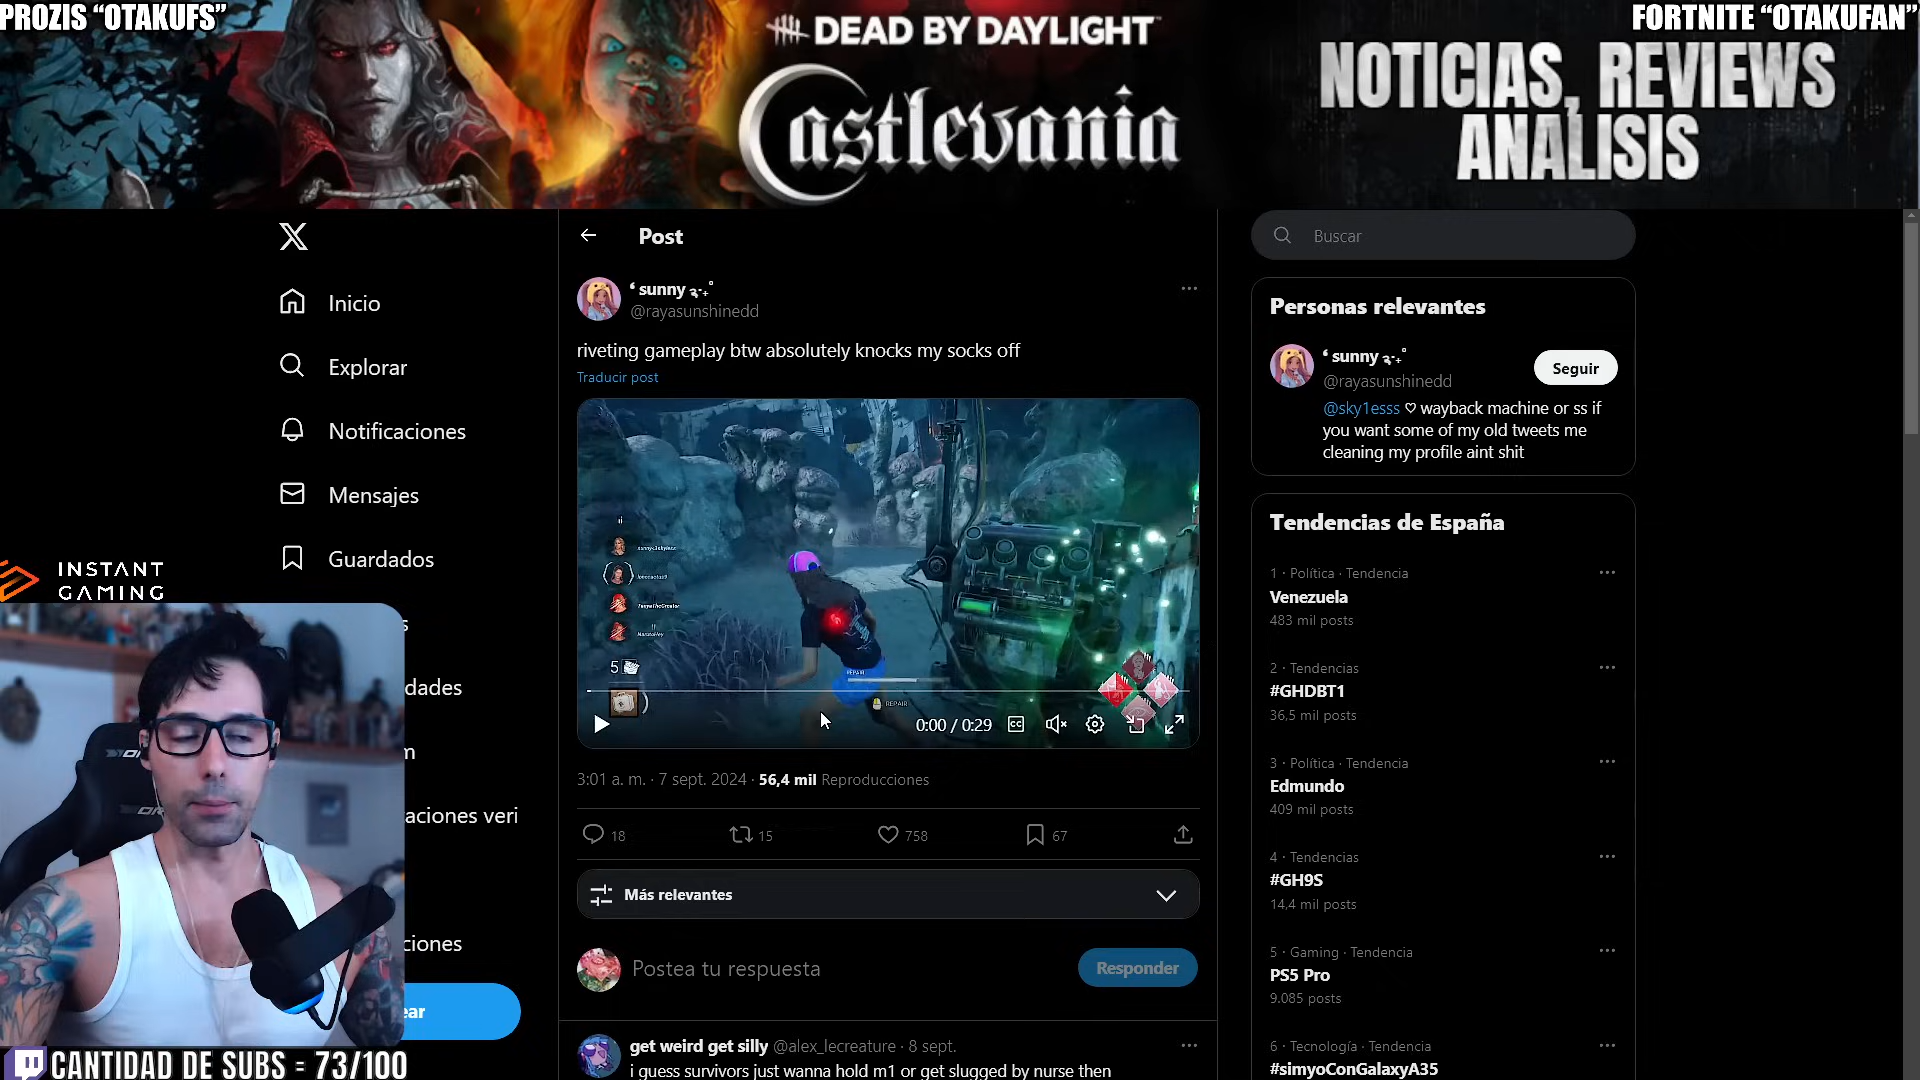 PROZIS “OTAKUFS”
DEAD BY DAYLIGHT
Castlevania
FORTNITE “OTAKUFAN”
NOTICIAS, REVIEWS
ANALISIS
Post
Buscar
Inicio
Explorar
Notificaciones
Mensajes
Guardados
INSTANT
GAMING
s
dades
m
aciones veri
ciones
ear
CANTIDAD DE SUBS = 73/100
sunny
@rayasunshinedd
riveting gameplay btw absolutely knocks my socks off
Traducir post
5
REPAIR
REPAIR
0:00 / 0:29
CC
3:01 a. m. · 7 sept. 2024 · 56,4 mil Reproducciones
18
15
758
67
Más relevantes
Postea tu respuesta
Responder
get weird get silly @alex_lecreature · 8 sept.
i guess survivors just wanna hold m1 or get slugged by nurse then
Personas relevantes
sunny
@rayasunshinedd
Seguir
@sky1esss ♡ wayback machine or ss if
you want some of my old tweets me
cleaning my profile aint shit
Tendencias de España
1 · Política · Tendencia
Venezuela
483 mil posts
2 · Tendencias
#GHDBT1
36,5 mil posts
3 · Política · Tendencia
Edmundo
409 mil posts
4 · Tendencias
#GH9S
14,4 mil posts
5 · Gaming · Tendencia
PS5 Pro
9.085 posts
6 · Tecnología · Tendencia
#simyoConGalaxyA35